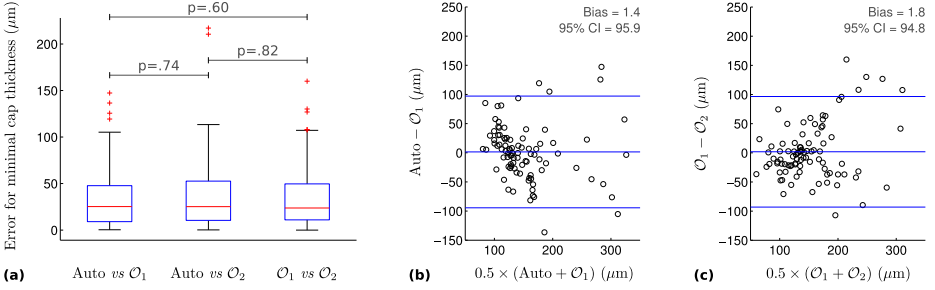 p=.60
p=.82
p=.74
Error for minimal cap thickness (μm)
250
200
150
100
50
0
Auto vs O₁
Auto vs O₂
O₁ vs O₂
(a)
Bias = 1.4
95% CI = 95.9
Auto − O₁ (μm)
250
200
150
100
50
0
−50
−100
−150
100
200
300
0.5 × (Auto + O₁) (μm)
(b)
Bias = 1.8
95% CI = 94.8
O₁ − O₂ (μm)
250
200
150
100
50
0
−50
−100
−150
100
200
300
0.5 × (O₁ + O₂) (μm)
(c)